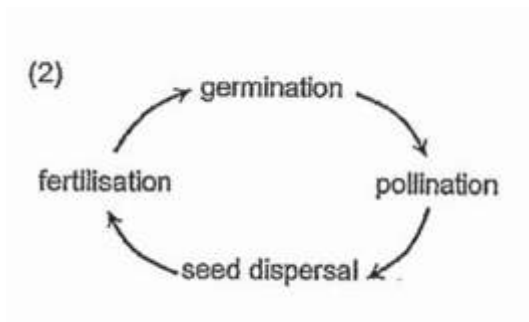 (2)
germination
fertilisation
pollination
seed dispersal